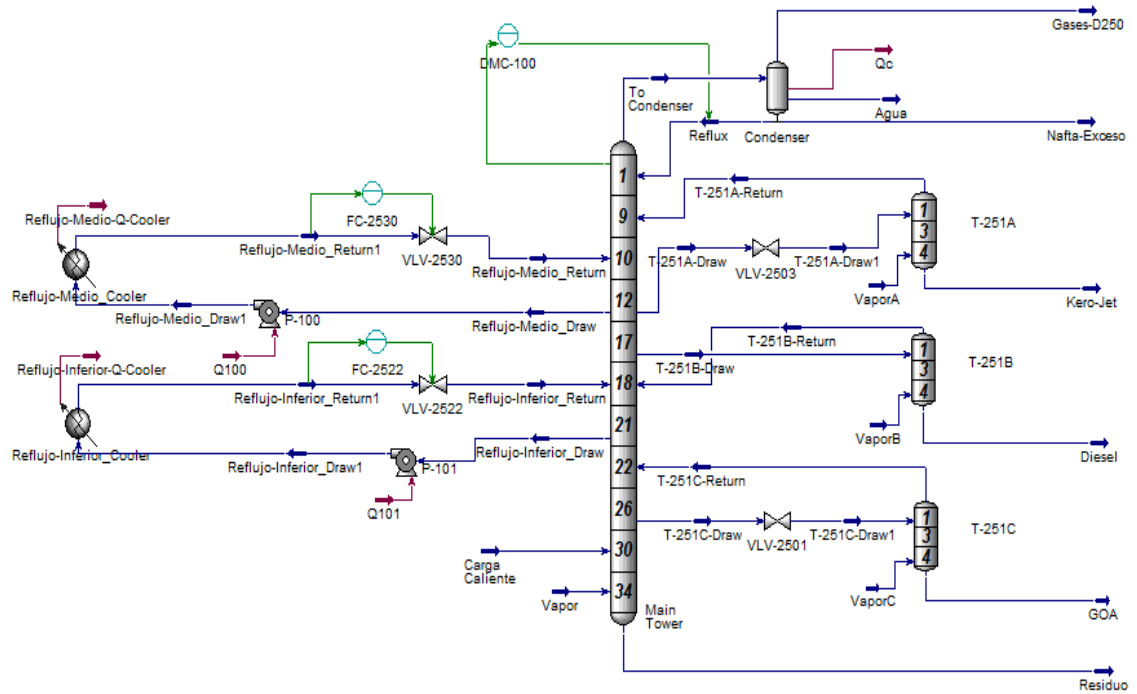 Gases-D250
DMC-100
Qc
To
Condenser
Agua
Reflux
Condenser
Nafta-Exceso
1
T-251A-Return
Reflujo-Medio-Q-Cooler
FC-2530
9
1
3
4
T-251A
Reflujo-Medio_Return1
VLV-2530
Reflujo-Medio_Return
10
T-251A-Draw
VLV-2503
T-251A-Draw1
Reflujo-Medio_Cooler
VaporA
Kero-Jet
Reflujo-Medio_Draw1
P-100
Reflujo-Medio_Draw
12
T-251B-Return
Reflujo-Inferior-Q-Cooler
Q100
FC-2522
17
T-251B-Draw
1
3
4
T-251B
Reflujo-Inferior_Return1
VLV-2522
Reflujo-Inferior_Return
18
VaporB
Reflujo-Inferior_Cooler
Reflujo-Inferior_Draw1
P-101
Reflujo-Inferior_Draw
21
Diesel
Q101
22
T-251C-Return
26
T-251C-Draw
VLV-2501
T-251C-Draw1
1
3
4
T-251C
Carga
Caliente
30
Vapor
34
Main
Tower
VaporC
GOA
Residuo